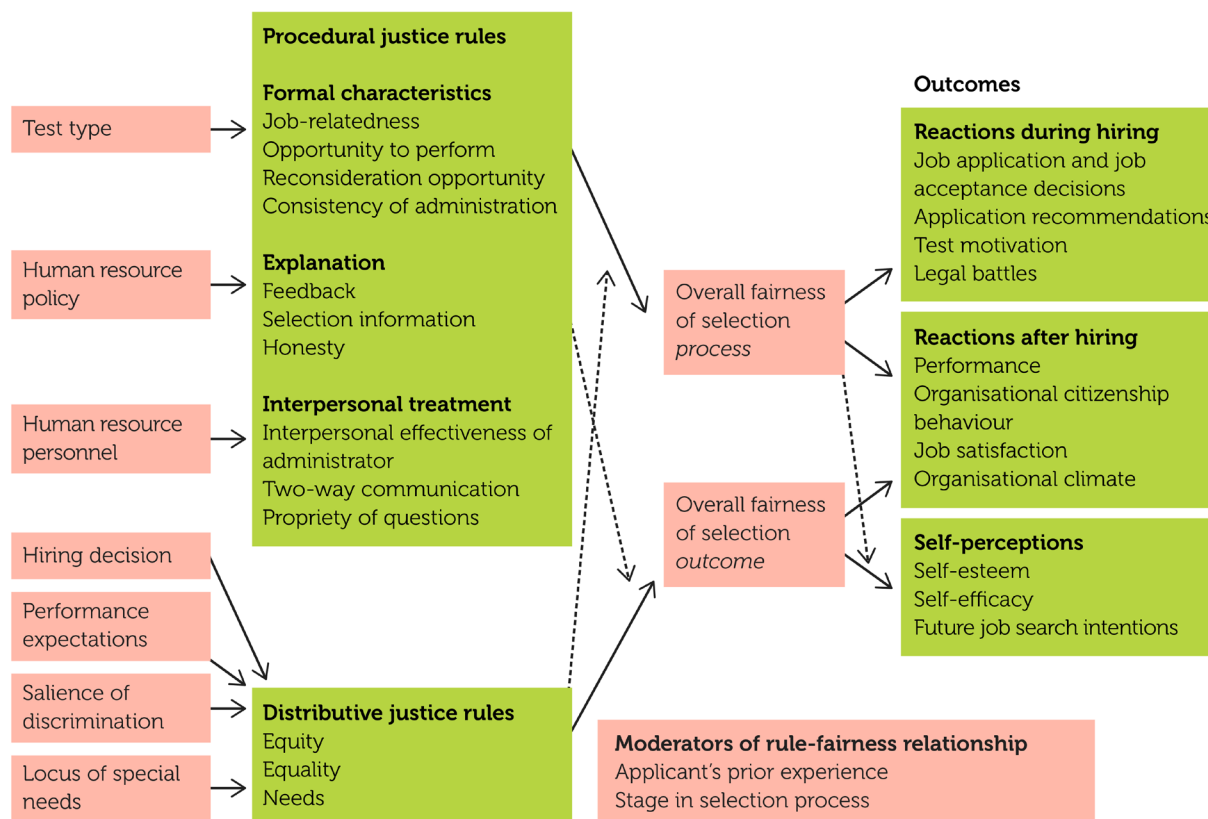 Test type
Human resource
policy
Human resource
personnel
Hiring decision
Performance
expectations
Salience of
discrimination
Locus of special
needs
Procedural justice rules
Formal characteristics
Job-relatedness
Opportunity to perform
Reconsideration opportunity
Consistency of administration
Explanation
Feedback
Selection information
Honesty
Interpersonal treatment
Interpersonal effectiveness of
administrator
Two-way communication
Propriety of questions
Distributive justice rules
Equity
Equality
Needs
Overall fairness
of selection
process
Overall fairness
of selection
outcome
Moderators of rule-fairness relationship
Applicant's prior experience
Stage in selection process
Outcomes
Reactions during hiring
Job application and job
acceptance decisions
Application recommendations
Test motivation
Legal battles
Reactions after hiring
Performance
Organisational citizenship
behaviour
Job satisfaction
Organisational climate
Self-perceptions
Self-esteem
Self-efficacy
Future job search intentions